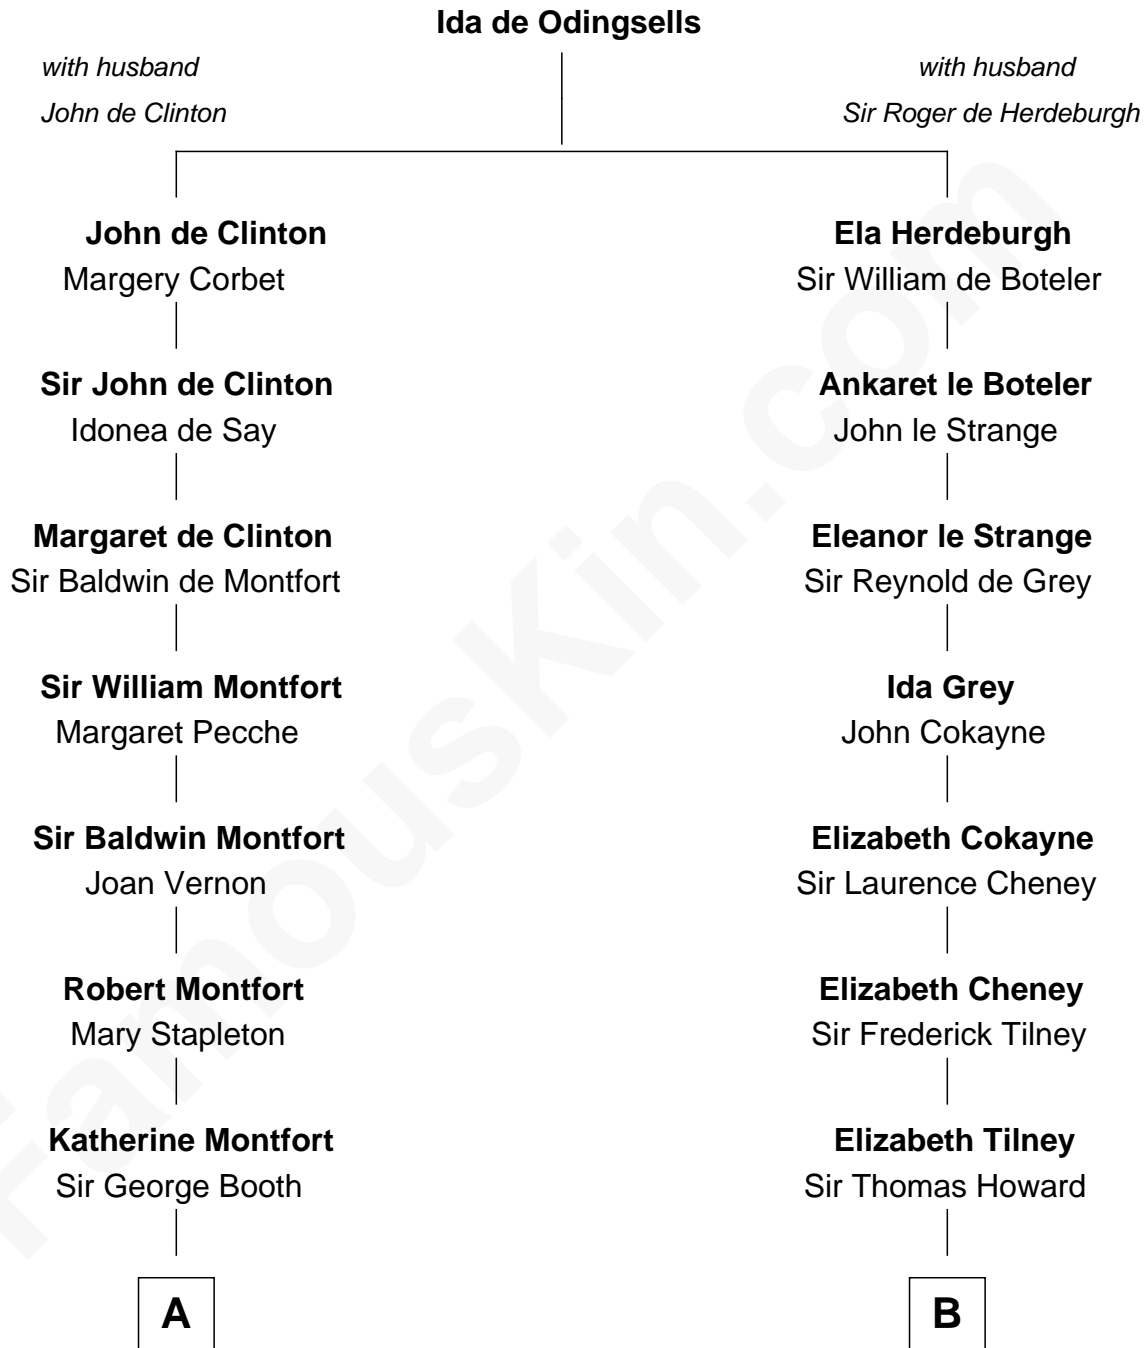 Ida de Odingsells
with husband
John de Clinton
with husband
Sir Roger de Herdeburgh
John de Clinton
Margery Corbet
Ela Herdeburgh
Sir William de Boteler
Sir John de Clinton
Idonea de Say
Ankaret le Boteler
John le Strange
Margaret de Clinton
Sir Baldwin de Montfort
Eleanor le Strange
Sir Reynold de Grey
Sir William Montfort
Margaret Pecche
Ida Grey
John Cokayne
Sir Baldwin Montfort
Joan Vernon
Elizabeth Cokayne
Sir Laurence Cheney
Robert Montfort
Mary Stapleton
Elizabeth Cheney
Sir Frederick Tilney
Katherine Montfort
Sir George Booth
Elizabeth Tilney
Sir Thomas Howard
A
B
FamousKin.com